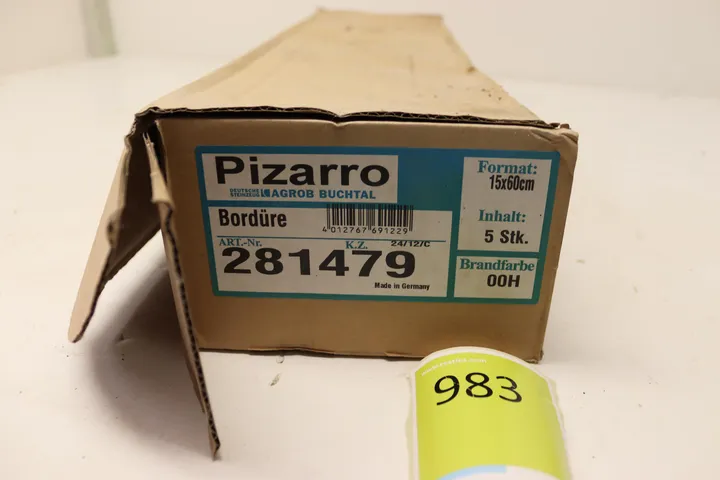 Pizarro
DEUTSCHE STEINZEUG AGROB BUCHTAL
Bordüre
4 012767 691229
ART.-Nr. K.Z. 24/12/C
281479
Made in Germany
Format:
15x60cm
Inhalt:
5 Stk.
Brandfarbe
00H
983